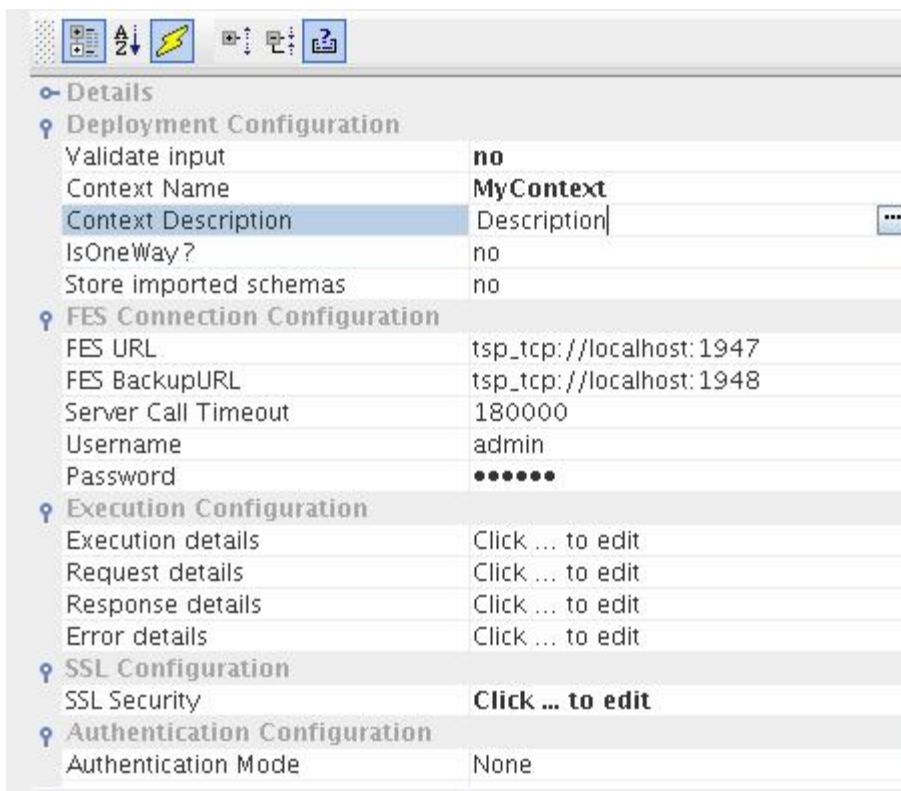 Details
Deployment Configuration
Validate input no
Context Name MyContext
Context Description Description ...
IsOneWay? no
Store imported schemas no
FES Connection Configuration
FES URL tsp_tcp://localhost:1947
FES BackupURL tsp_tcp://localhost:1948
Server Call Timeout 180000
Username admin
Password ••••••
Execution Configuration
Execution details Click ... to edit
Request details Click ... to edit
Response details Click ... to edit
Error details Click ... to edit
SSL Configuration
SSL Security Click ... to edit
Authentication Configuration
Authentication Mode None